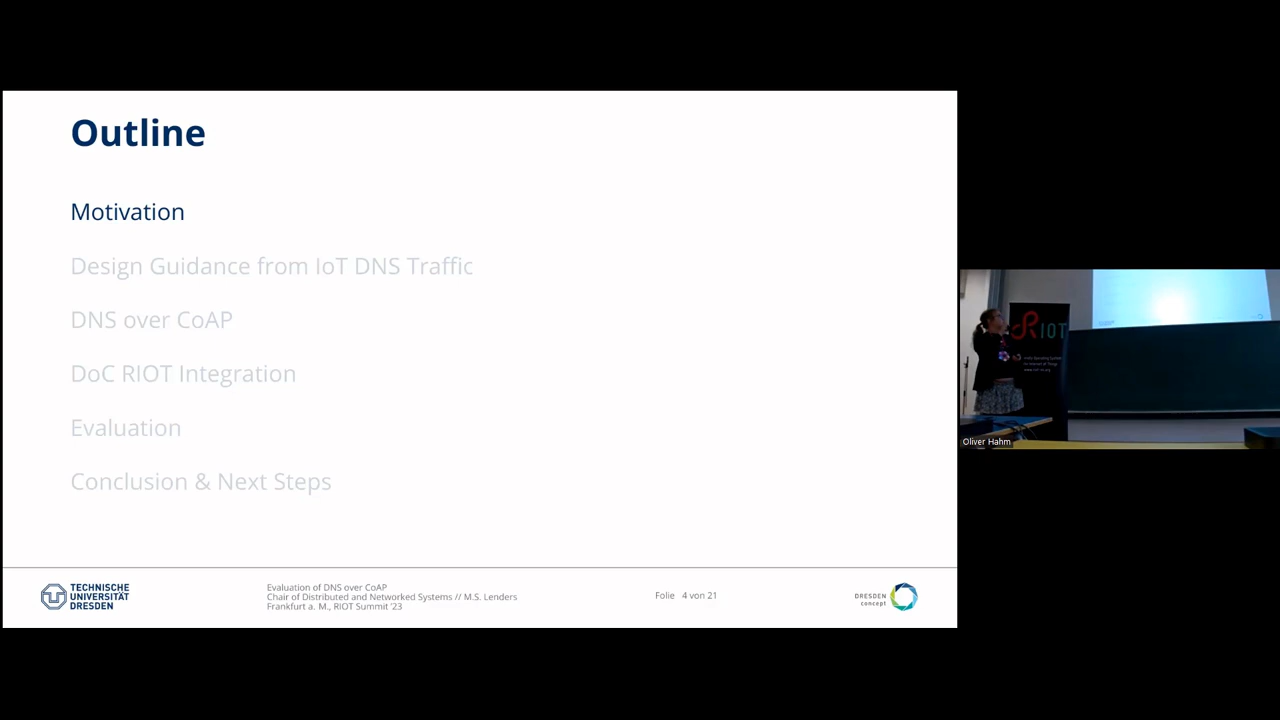 Outline
Motivation
Design Guidance from IoT DNS Traffic
DNS over CoAP
DoC RIOT Integration
Evaluation
Conclusion & Next Steps
TECHNISCHE
UNIVERSITÄT
DRESDEN
Evaluation of DNS over CoAP
Chair of Distributed and Networked Systems // M.S. Lenders
Frankfurt a. M., RIOT Summit '23
Folie 4 von 21
DRESDEN
concept
RIOT
Oliver Hahm